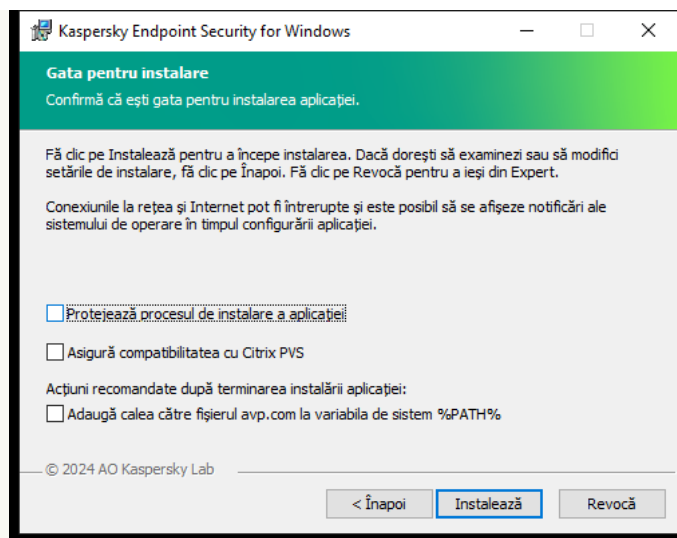 Kaspersky Endpoint Security for Windows
Gata pentru instalare
Confirmă că ești gata pentru instalarea aplicației.
Fă clic pe Instalează pentru a începe instalarea. Dacă dorești să examinezi sau să modifici
setările de instalare, fă clic pe Înapoi. Fă clic pe Revocă pentru a ieși din Expert.
Conexiunile la rețea și Internet pot fi întrerupte și este posibil să se afișeze notificări ale
sistemului de operare în timpul configurării aplicației.
Protejează procesul de instalare a aplicației
Asigură compatibilitatea cu Citrix PVS
Acțiuni recomandate după terminarea instalării aplicației:
Adaugă calea către fișierul avp.com la variabila de sistem %PATH%
© 2024 AO Kaspersky Lab
< Înapoi Instalează Revocă